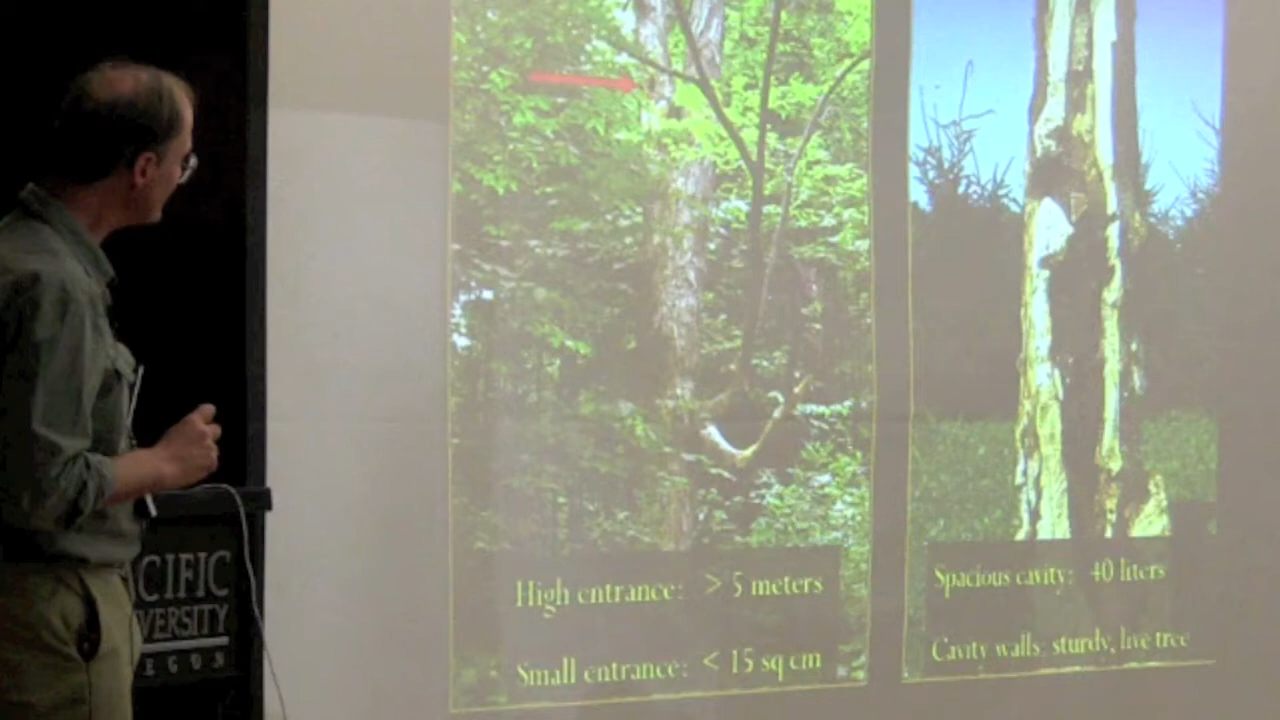 High entrance: > 5 meters
Small entrance: < 15 sq cm
Spacious cavity: 40 liters
Cavity walls: sturdy, live tree
CIFIC
VERSITY
EGON